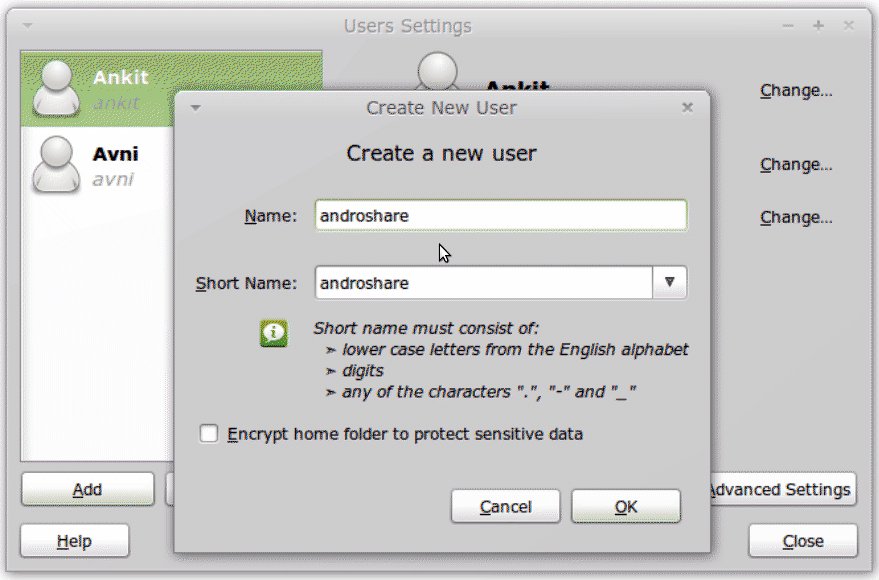 Users Settings
Ankit
ankit
Ankit
Change...
Avni
avni
Change...
Change...
Create New User
Create a new user
Name: androshare
Short Name: androshare
Short name must consist of:
➣ lower case letters from the English alphabet
➣ digits
➣ any of the characters ".", "-" and "_"
Encrypt home folder to protect sensitive data
Cancel OK
Add
Advanced Settings
Help
Close